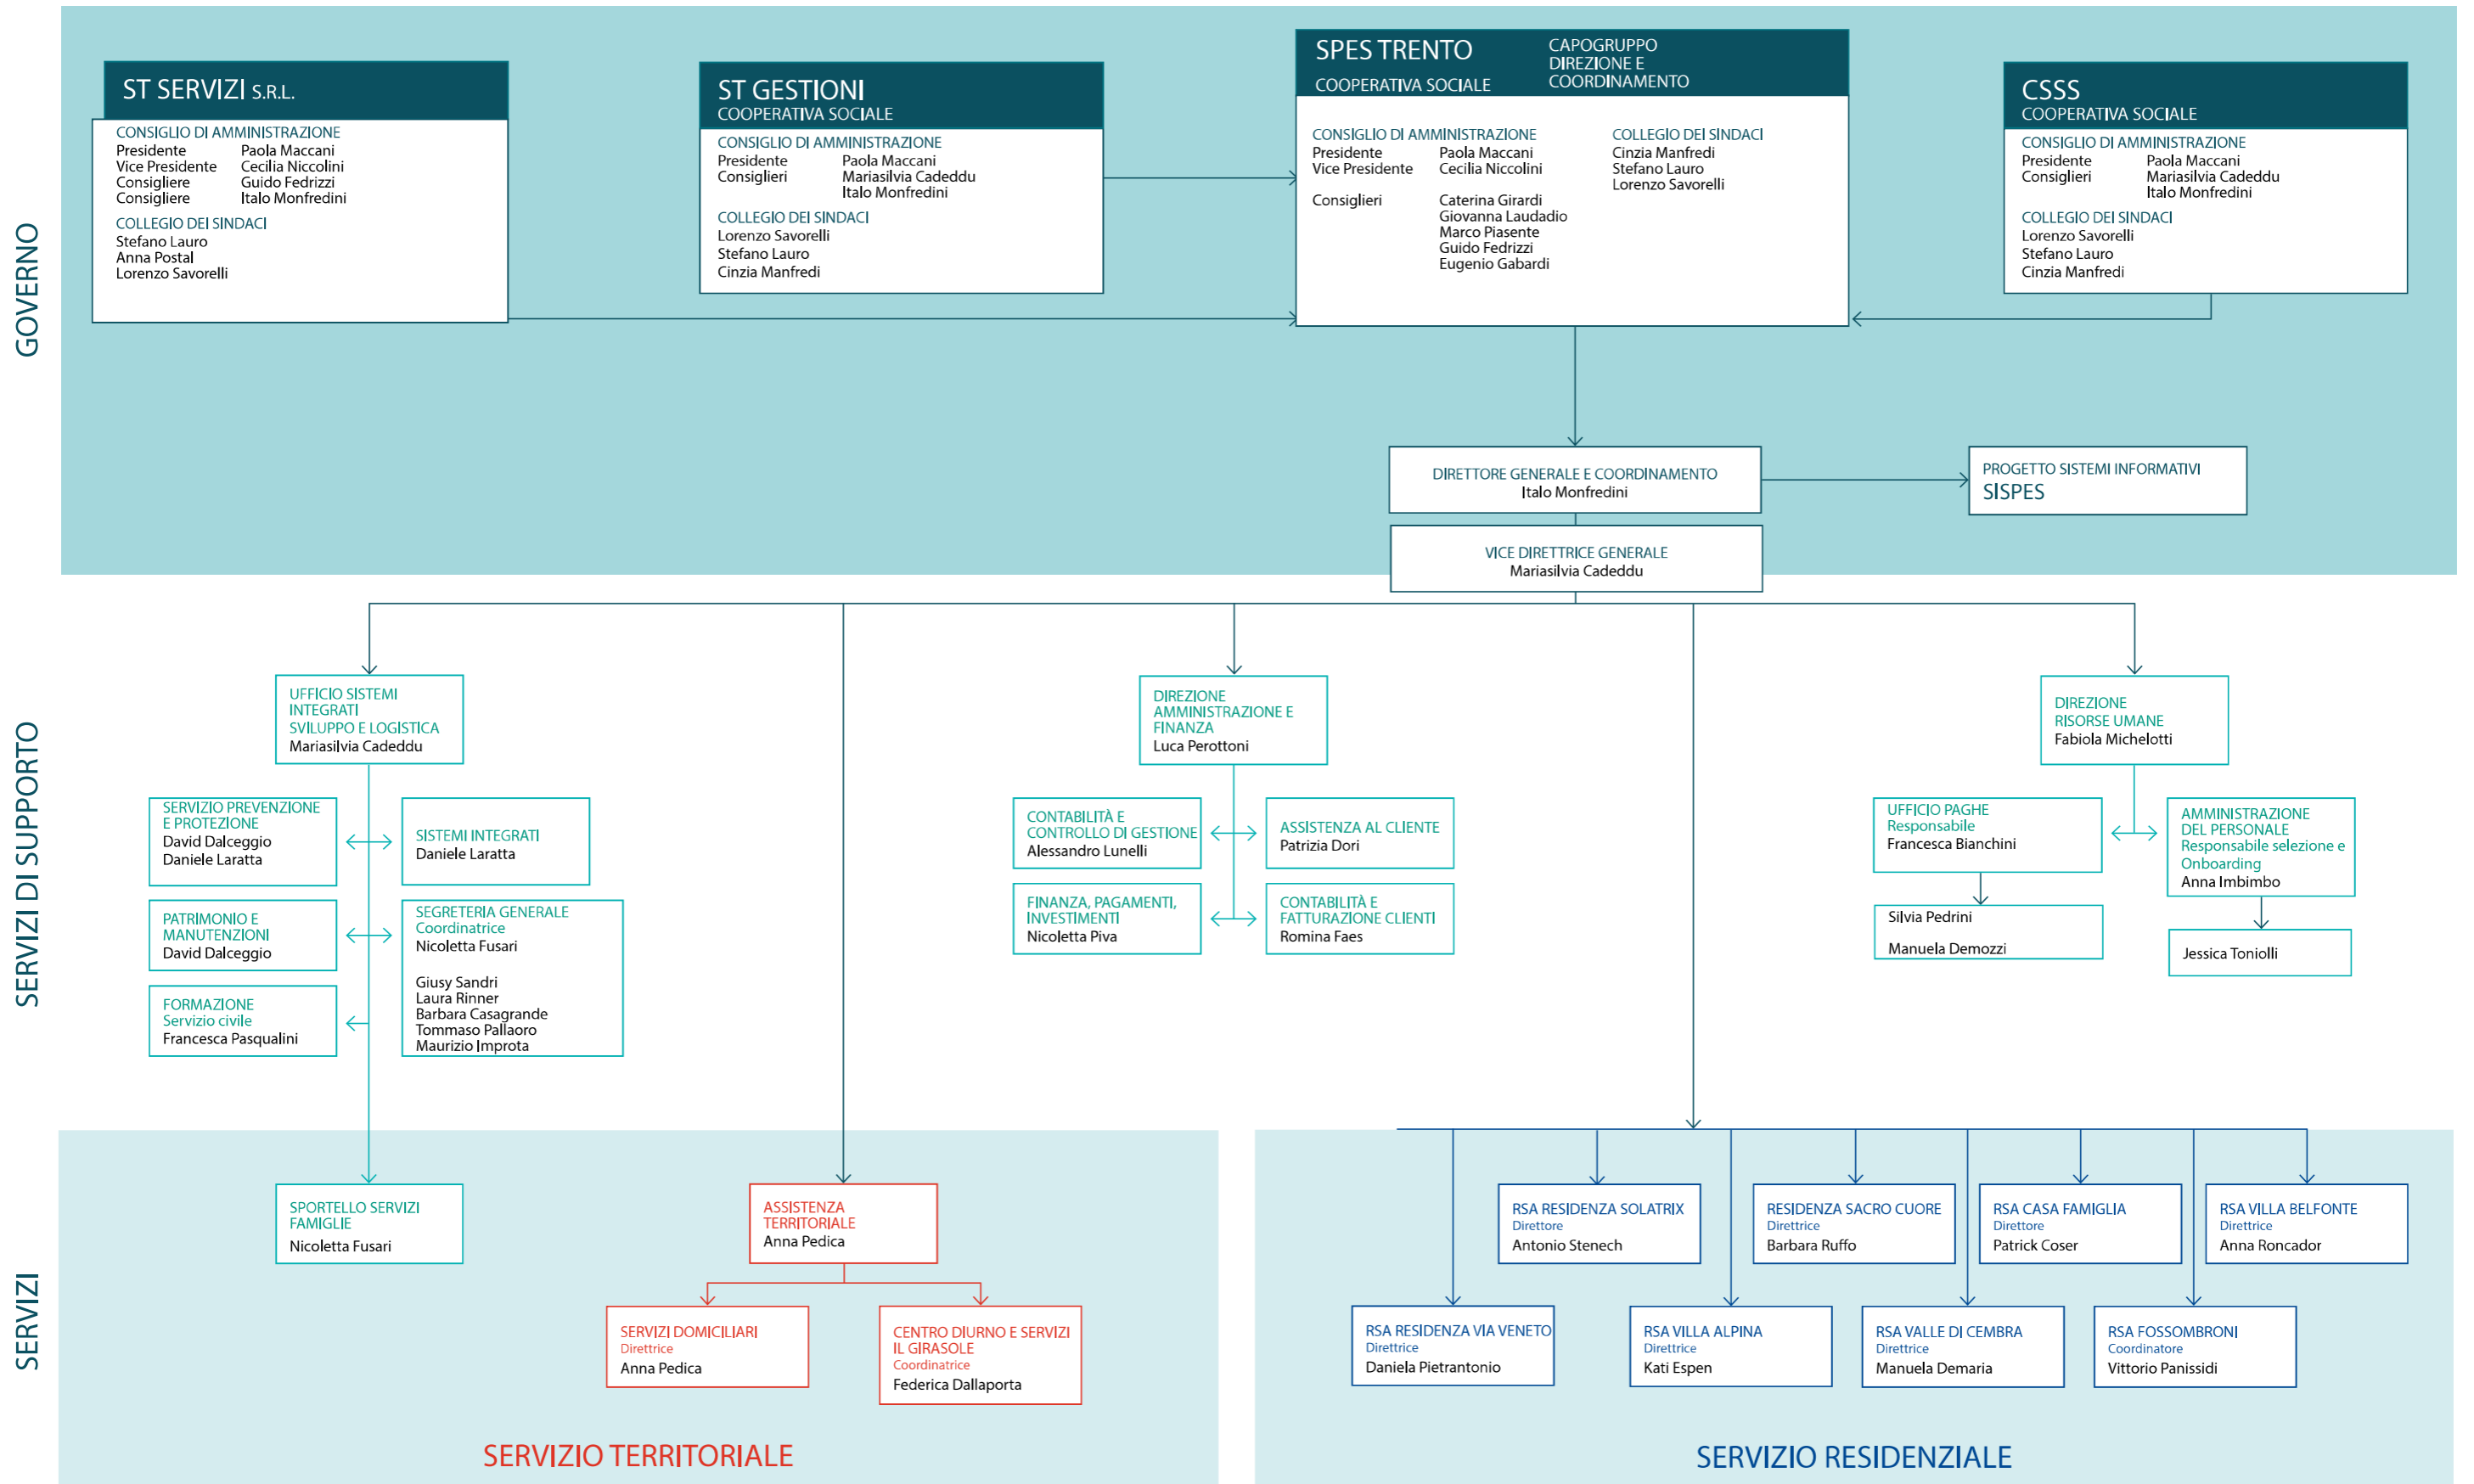 GOVERNO
ST SERVIZI S.R.L.
CONSIGLIO DI AMMINISTRAZIONE
Presidente Paola Maccani
Vice Presidente Cecilia Niccolini
Consigliere Guido Fedrizzi
Consigliere Italo Monfredini
COLLEGIO DEI SINDACI
Stefano Lauro
Anna Postal
Lorenzo Savorelli
ST GESTIONI
COOPERATIVA SOCIALE
CONSIGLIO DI AMMINISTRAZIONE
Presidente Paola Maccani
Consiglieri Mariasilvia Cadeddu
Italo Monfredini
COLLEGIO DEI SINDACI
Lorenzo Savorelli
Stefano Lauro
Cinzia Manfredi
SPES TRENTO
COOPERATIVA SOCIALE
CAPOGRUPPO
DIREZIONE E
COORDINAMENTO
CONSIGLIO DI AMMINISTRAZIONE
Presidente Paola Maccani
Vice Presidente Cecilia Niccolini
Consiglieri Caterina Girardi
Giovanna Laudadio
Marco Piasente
Guido Fedrizzi
Eugenio Gabardi
COLLEGIO DEI SINDACI
Cinzia Manfredi
Stefano Lauro
Lorenzo Savorelli
CSSS
COOPERATIVA SOCIALE
CONSIGLIO DI AMMINISTRAZIONE
Presidente Paola Maccani
Consiglieri Mariasilvia Cadeddu
Italo Monfredini
COLLEGIO DEI SINDACI
Lorenzo Savorelli
Stefano Lauro
Cinzia Manfredi
DIRETTORE GENERALE E COORDINAMENTO
Italo Monfredini
PROGETTO SISTEMI INFORMATIVI
SISPES
VICE DIRETTRICE GENERALE
Mariasilvia Cadeddu
SERVIZI DI SUPPORTO
UFFICIO SISTEMI
INTEGRATI
SVILUPPO E LOGISTICA
Mariasilvia Cadeddu
SERVIZIO PREVENZIONE
E PROTEZIONE
David Dalceggio
Daniele Laratta
SISTEMI INTEGRATI
Daniele Laratta
PATRIMONIO E
MANUTENZIONI
David Dalceggio
SEGRETERIA GENERALE
Coordinatrice
Nicoletta Fusari
Giusy Sandri
Laura Rinner
Barbara Casagrande
Tommaso Pallaoro
Maurizio Improta
FORMAZIONE
Servizio civile
Francesca Pasqualini
DIREZIONE
AMMINISTRAZIONE E
FINANZA
Luca Perottoni
CONTABILITÀ E
CONTROLLO DI GESTIONE
Alessandro Lunelli
ASSISTENZA AL CLIENTE
Patrizia Dori
FINANZA, PAGAMENTI,
INVESTIMENTI
Nicoletta Piva
CONTABILITÀ E
FATTURAZIONE CLIENTI
Romina Faes
DIREZIONE
RISORSE UMANE
Fabiola Michelotti
UFFICIO PAGHE
Responsabile
Francesca Bianchini
AMMINISTRAZIONE
DEL PERSONALE
Responsabile selezione e
Onboarding
Anna Imbimbo
Silvia Pedrini
Manuela Demozzi
Jessica Toniolli
SERVIZI
SPORTELLO SERVIZI
FAMIGLIE
Nicoletta Fusari
ASSISTENZA
TERRITORIALE
Anna Pedica
SERVIZI DOMICILIARI
Direttrice
Anna Pedica
CENTRO DIURNO E SERVIZI
IL GIRASOLE
Coordinatrice
Federica Dallaporta
SERVIZIO TERRITORIALE
RSA RESIDENZA SOLATRIX
Direttore
Antonio Stenech
RESIDENZA SACRO CUORE
Direttrice
Barbara Ruffo
RSA CASA FAMIGLIA
Direttore
Patrick Coser
RSA VILLA BELFONTE
Direttrice
Anna Roncador
RSA RESIDENZA VIA VENETO
Direttrice
Daniela Pietrantonio
RSA VILLA ALPINA
Direttrice
Kati Espen
RSA VALLE DI CEMBRA
Direttrice
Manuela Demaria
RSA FOSSOMBRONI
Coordinatore
Vittorio Panissidi
SERVIZIO RESIDENZIALE